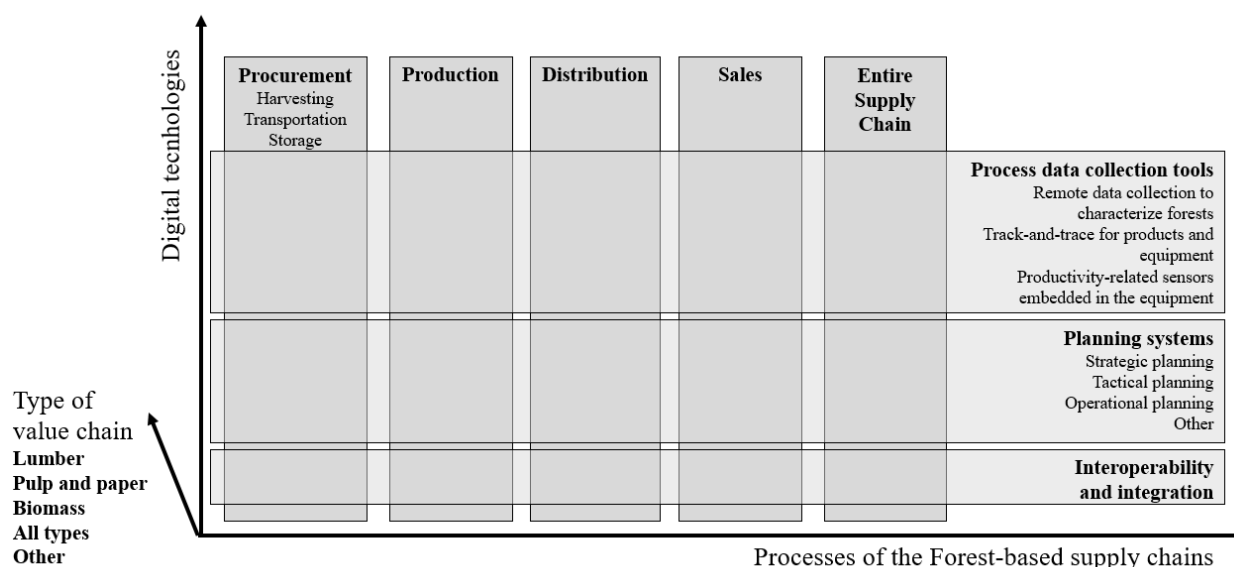 Digital tecnhologies
Procurement
Harvesting
Transportation
Storage
Production
Distribution
Sales
Entire
Supply
Chain
Process data collection tools
Remote data collection to
characterize forests
Track-and-trace for products and
equipment
Productivity-related sensors
embedded in the equipment
Planning systems
Strategic planning
Tactical planning
Operational planning
Other
Interoperability
and integration
Type of
value chain
Lumber
Pulp and paper
Biomass
All types
Other
Processes of the Forest-based supply chains